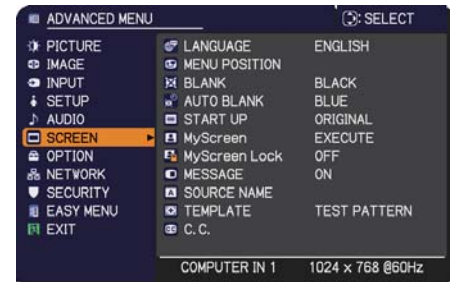 ADVANCED MENU : SELECT
PICTURE LANGUAGE ENGLISH
IMAGE MENU POSITION
INPUT BLANK BLACK
SETUP AUTO BLANK BLUE
AUDIO START UP ORIGINAL
SCREEN MyScreen EXECUTE
OPTION MyScreen Lock OFF
NETWORK MESSAGE ON
SECURITY SOURCE NAME
EASY MENU TEMPLATE TEST PATTERN
EXIT C.C.
COMPUTER IN 1 1024 x 768 @60Hz